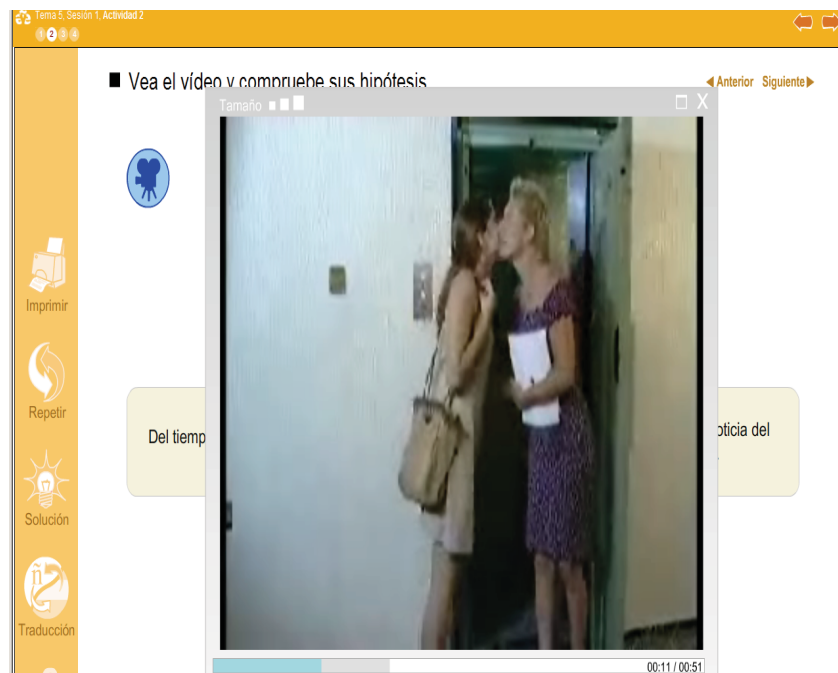 Tema 5, Sesión 1, Actividad 2
1 2 3 4
Vea el vídeo y compruebe sus hipótesis
Anterior Siguiente
Tamaño
X
Imprimir
Repetir
Del tiemp
oticia del
Solución
ñ
Traducción
00:11 / 00:51